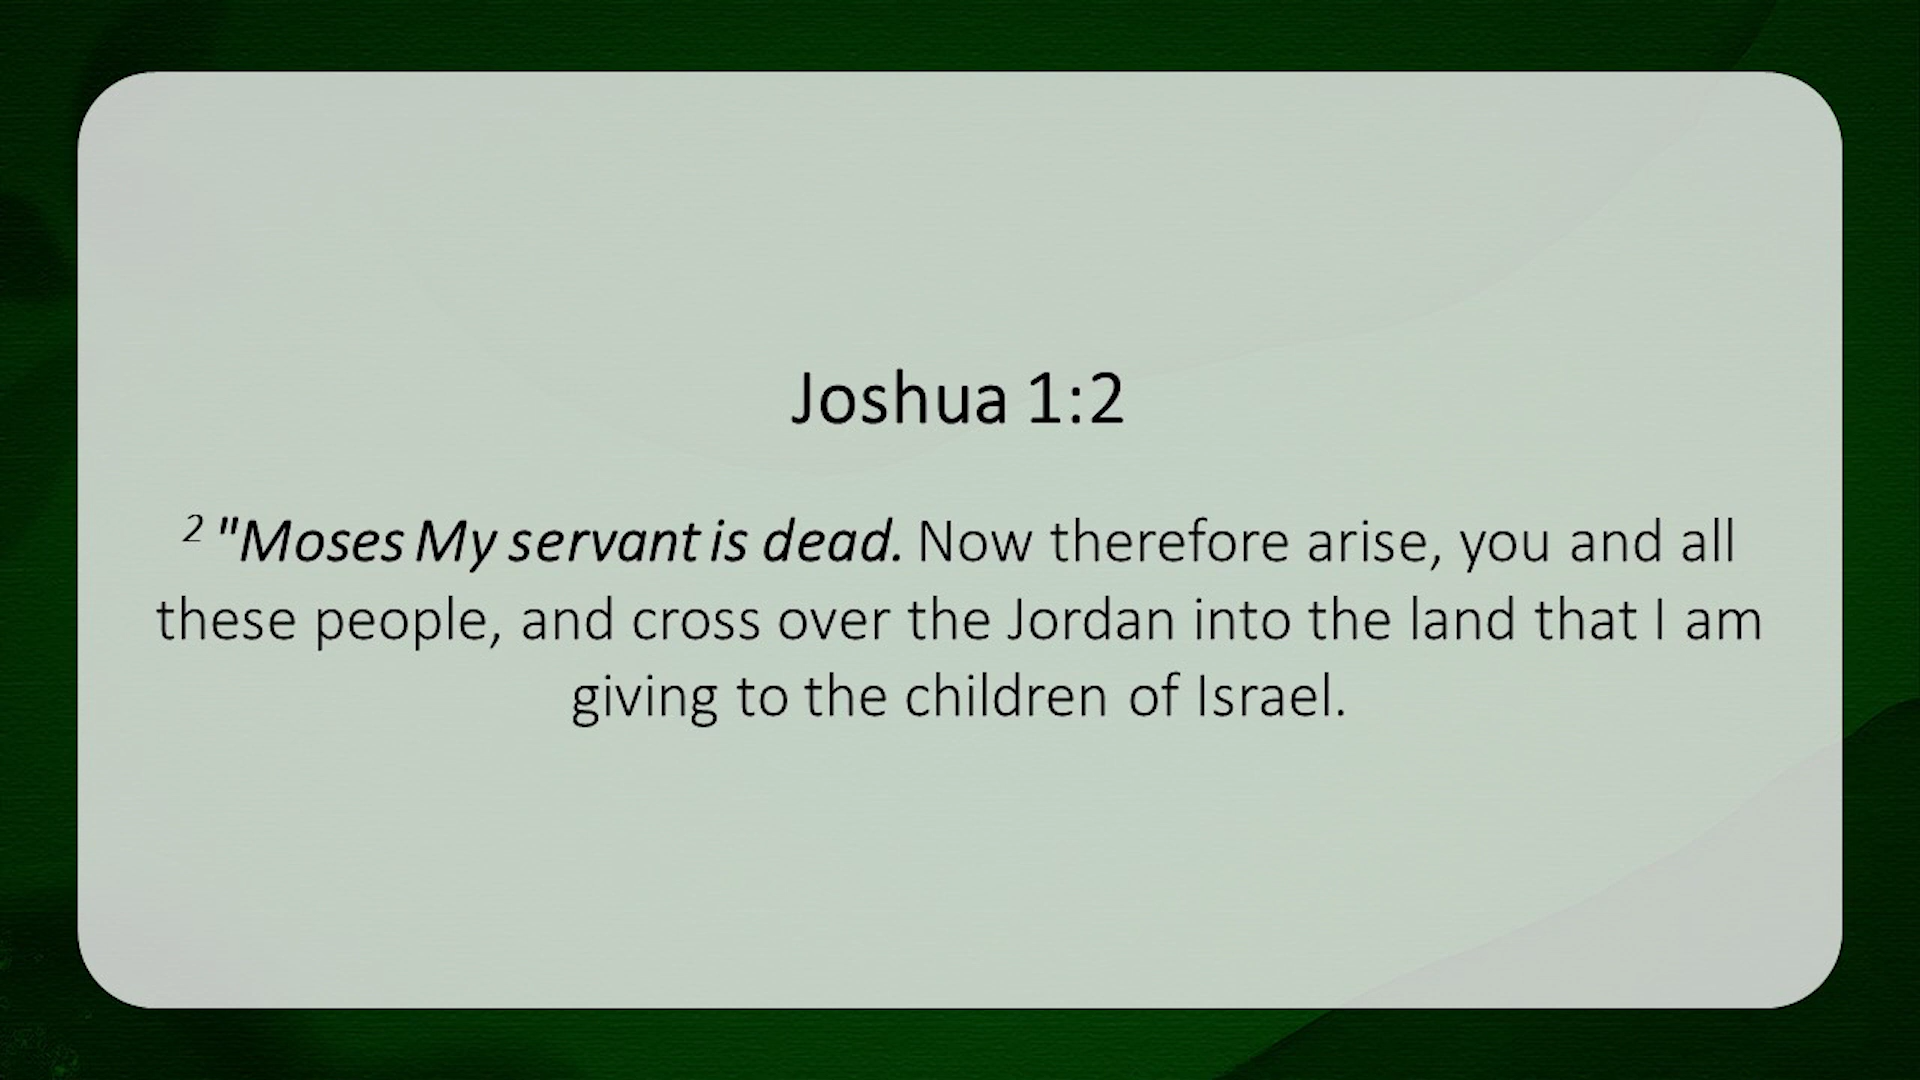 Joshua 1:2
2 "Moses My servant is dead. Now therefore arise, you and all
these people, and cross over the Jordan into the land that I am
giving to the children of Israel.